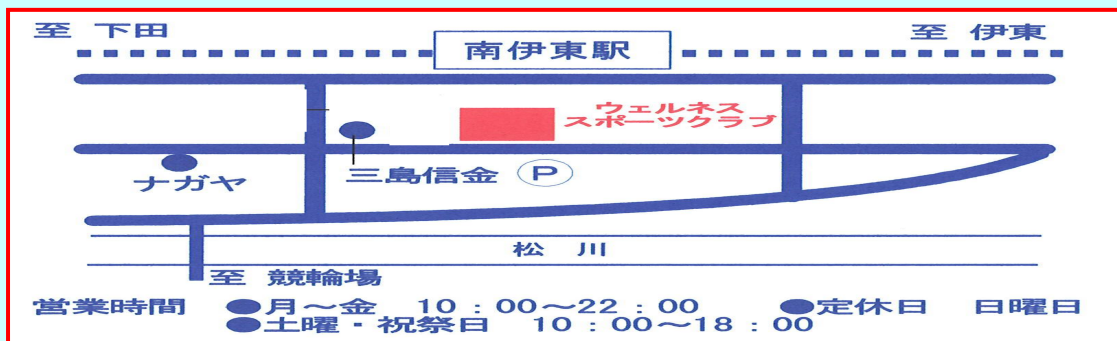 至 下田
至 伊東
南伊東駅
ウェルネス
スポーツクラブ
三島信金 P
ナガヤ
松 川
至 競輪場
営業時間 ●月～金 10：00～22：00 ●定休日 日曜日
●土曜・祝祭日 10：00～18：00